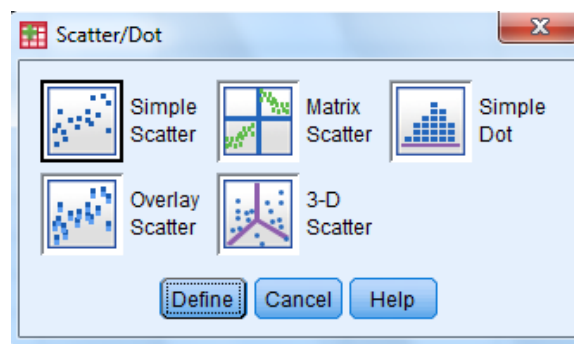 Scatter/Dot
Simple
Scatter
Matrix
Scatter
Simple
Dot
Overlay
Scatter
3-D
Scatter
Define
Cancel
Help